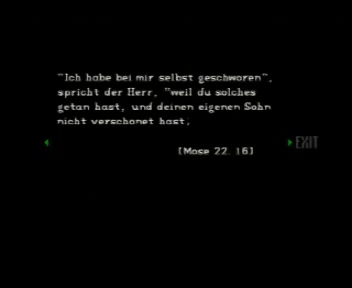 "Ich habe bei mir selbst geschworen",
spricht der Herr, "weil du solches
getan hast, und deinen eigenen Sohn
nicht verschonet hast,
[Mose 22, 16]
EXIT